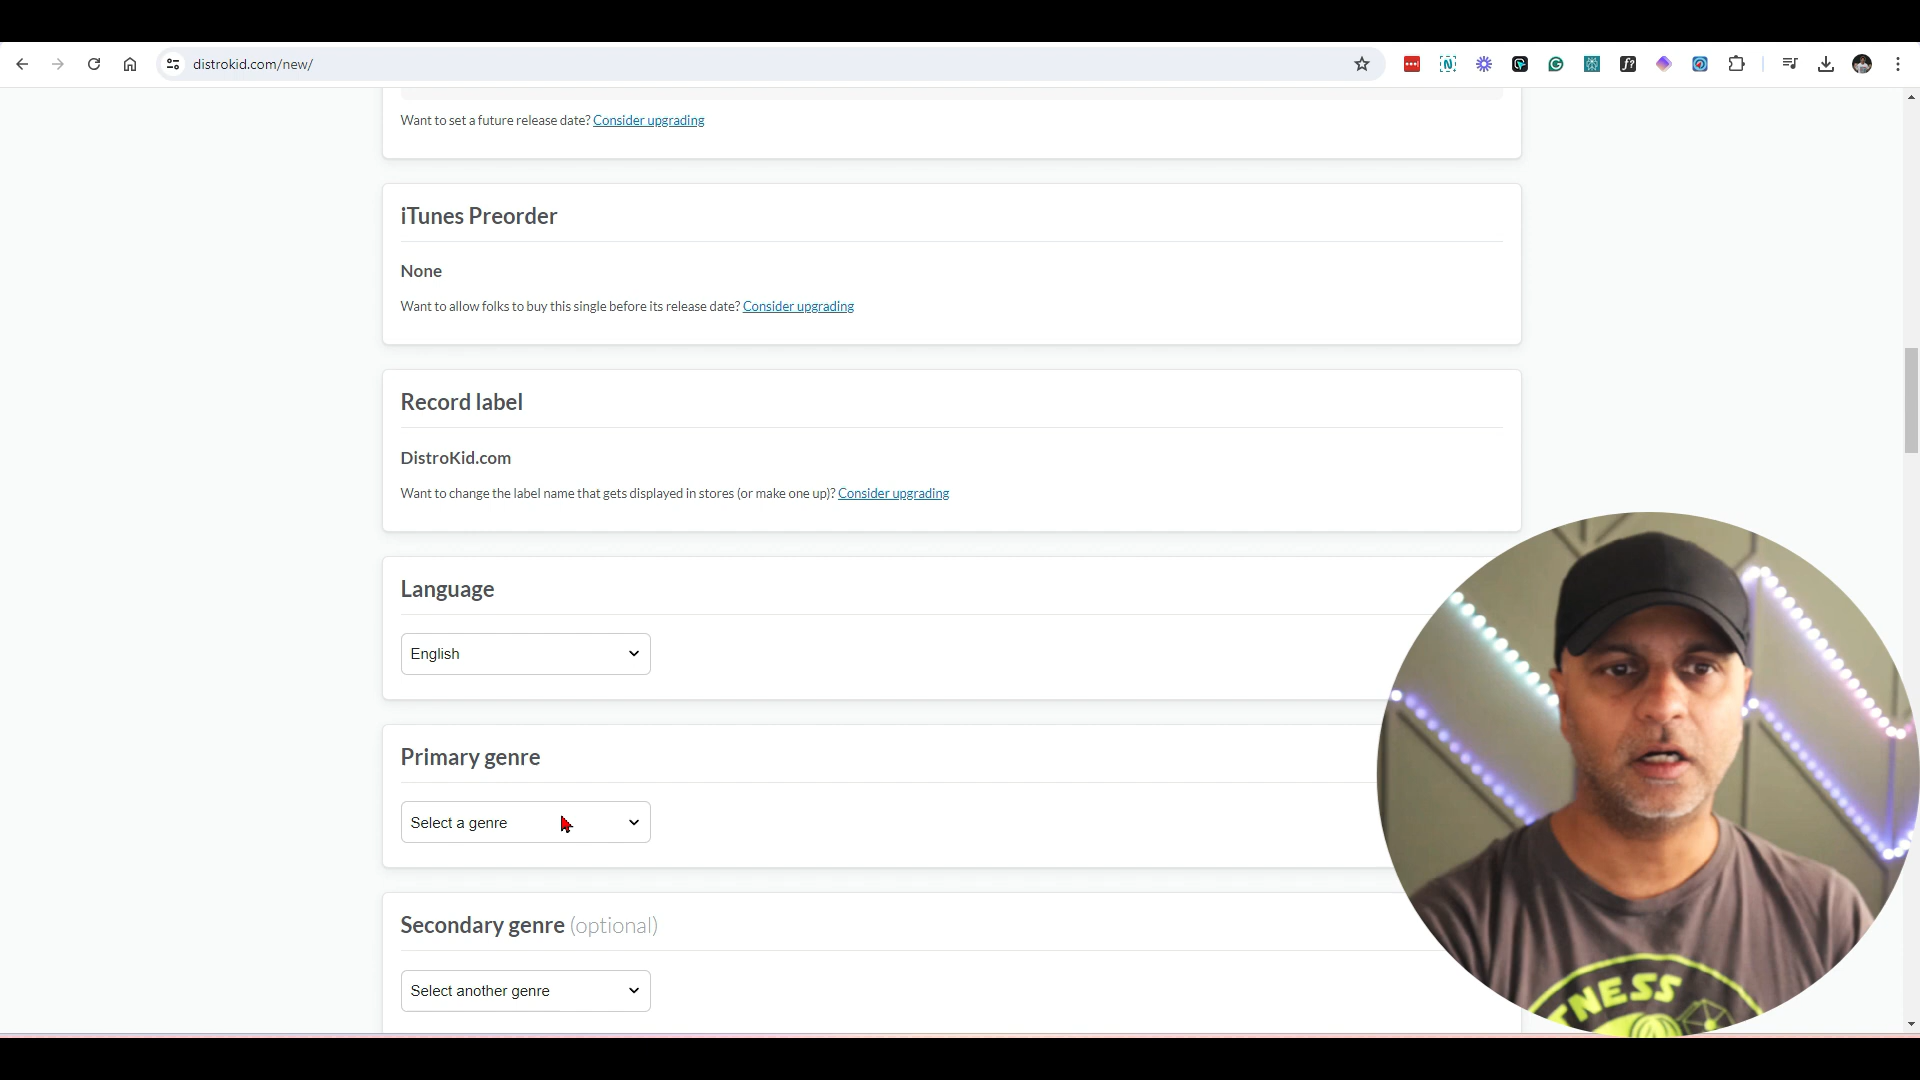 distrokid.com/new/
Want to set a future release date? Consider upgrading
iTunes Preorder
None
Want to allow folks to buy this single before its release date? Consider upgrading
Record label
DistroKid.com
Want to change the label name that gets displayed in stores (or make one up)? Consider upgrading
Language
English
Primary genre
Select a genre
Secondary genre (optional)
Select another genre
TNESS